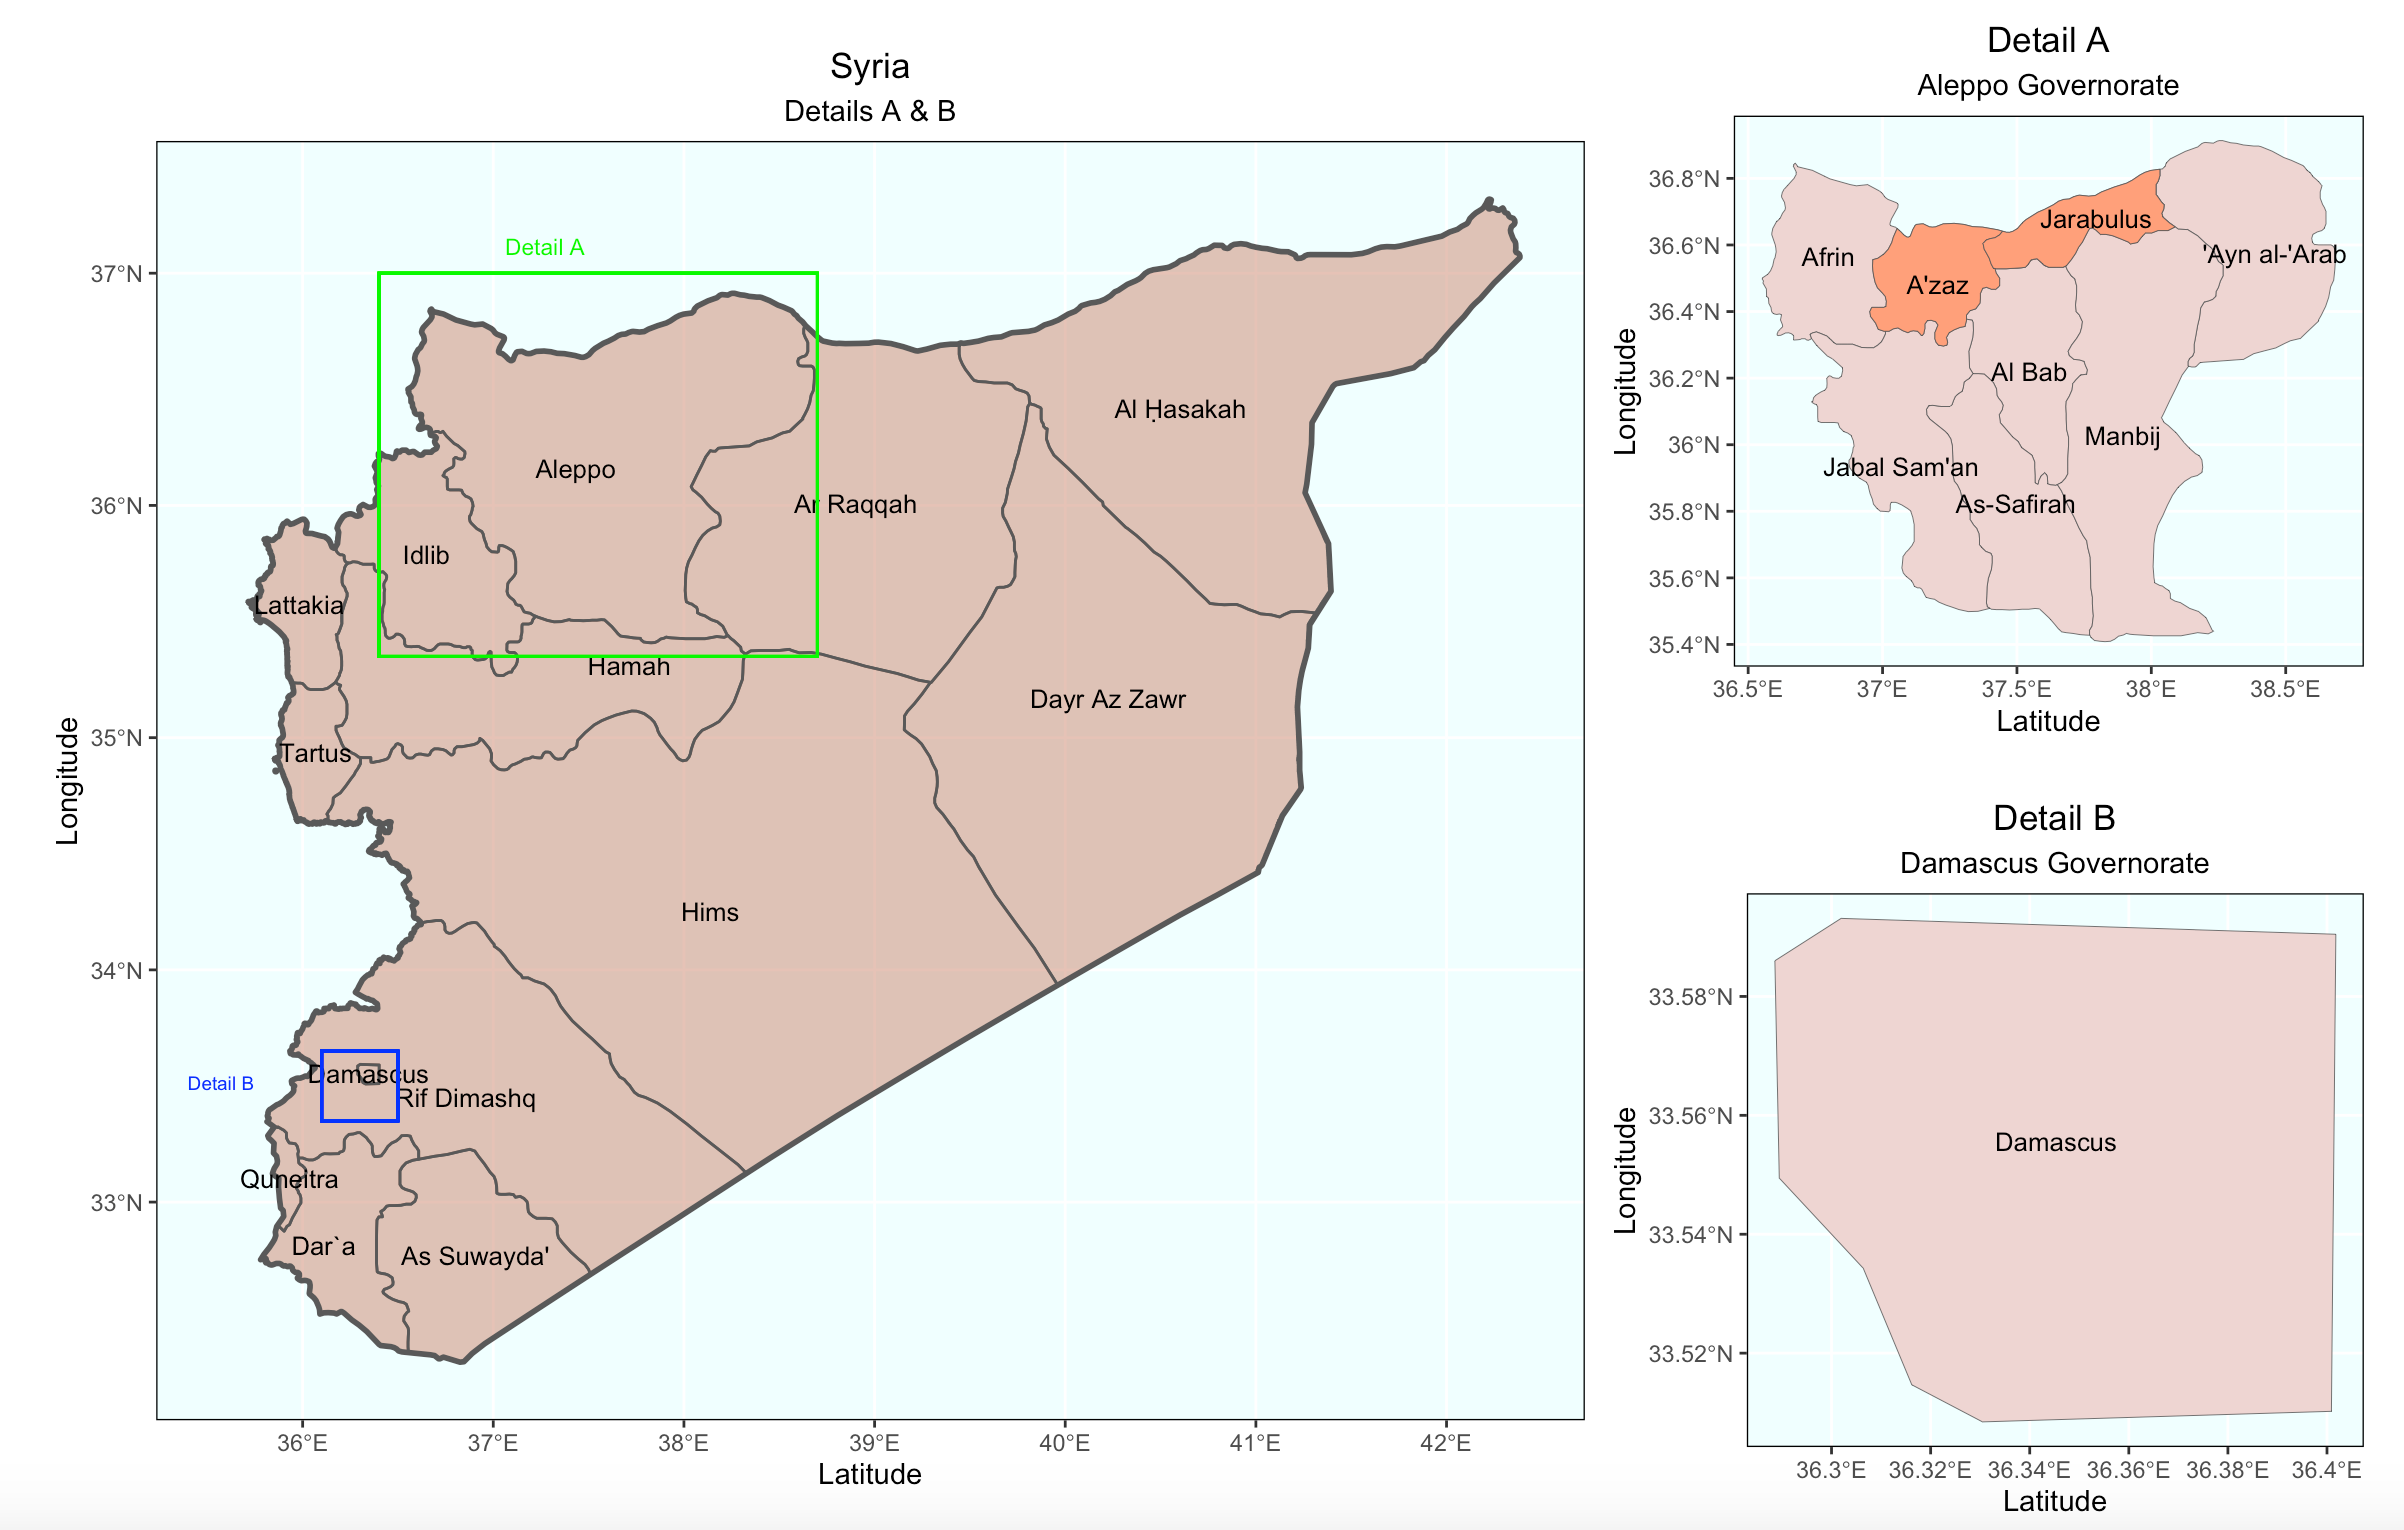 Syria
Details A & B
Detail A
Al Ḥasakah
Aleppo
Ar Raqqah
Idlib
Lattakia
Hamah
Dayr Az Zawr
Tartus
Hims
Detail B
Damascus
Rif Dimashq
Quneitra
Dar`a
As Suwayda'
37°N
36°N
35°N
34°N
33°N
Longitude
36°E 37°E 38°E 39°E 40°E 41°E 42°E
Latitude
Detail A
Aleppo Governorate
Jarabulus
Afrin
'Ayn al-'Arab
A'zaz
Al Bab
Manbij
Jabal Sam'an
As-Safirah
36.8°N
36.6°N
36.4°N
36.2°N
36°N
35.8°N
35.6°N
35.4°N
Longitude
36.5°E 37°E 37.5°E 38°E 38.5°E
Latitude
Detail B
Damascus Governorate
Damascus
33.58°N
33.56°N
33.54°N
33.52°N
Longitude
36.3°E 36.32°E 36.34°E 36.36°E 36.38°E 36.4°E
Latitude